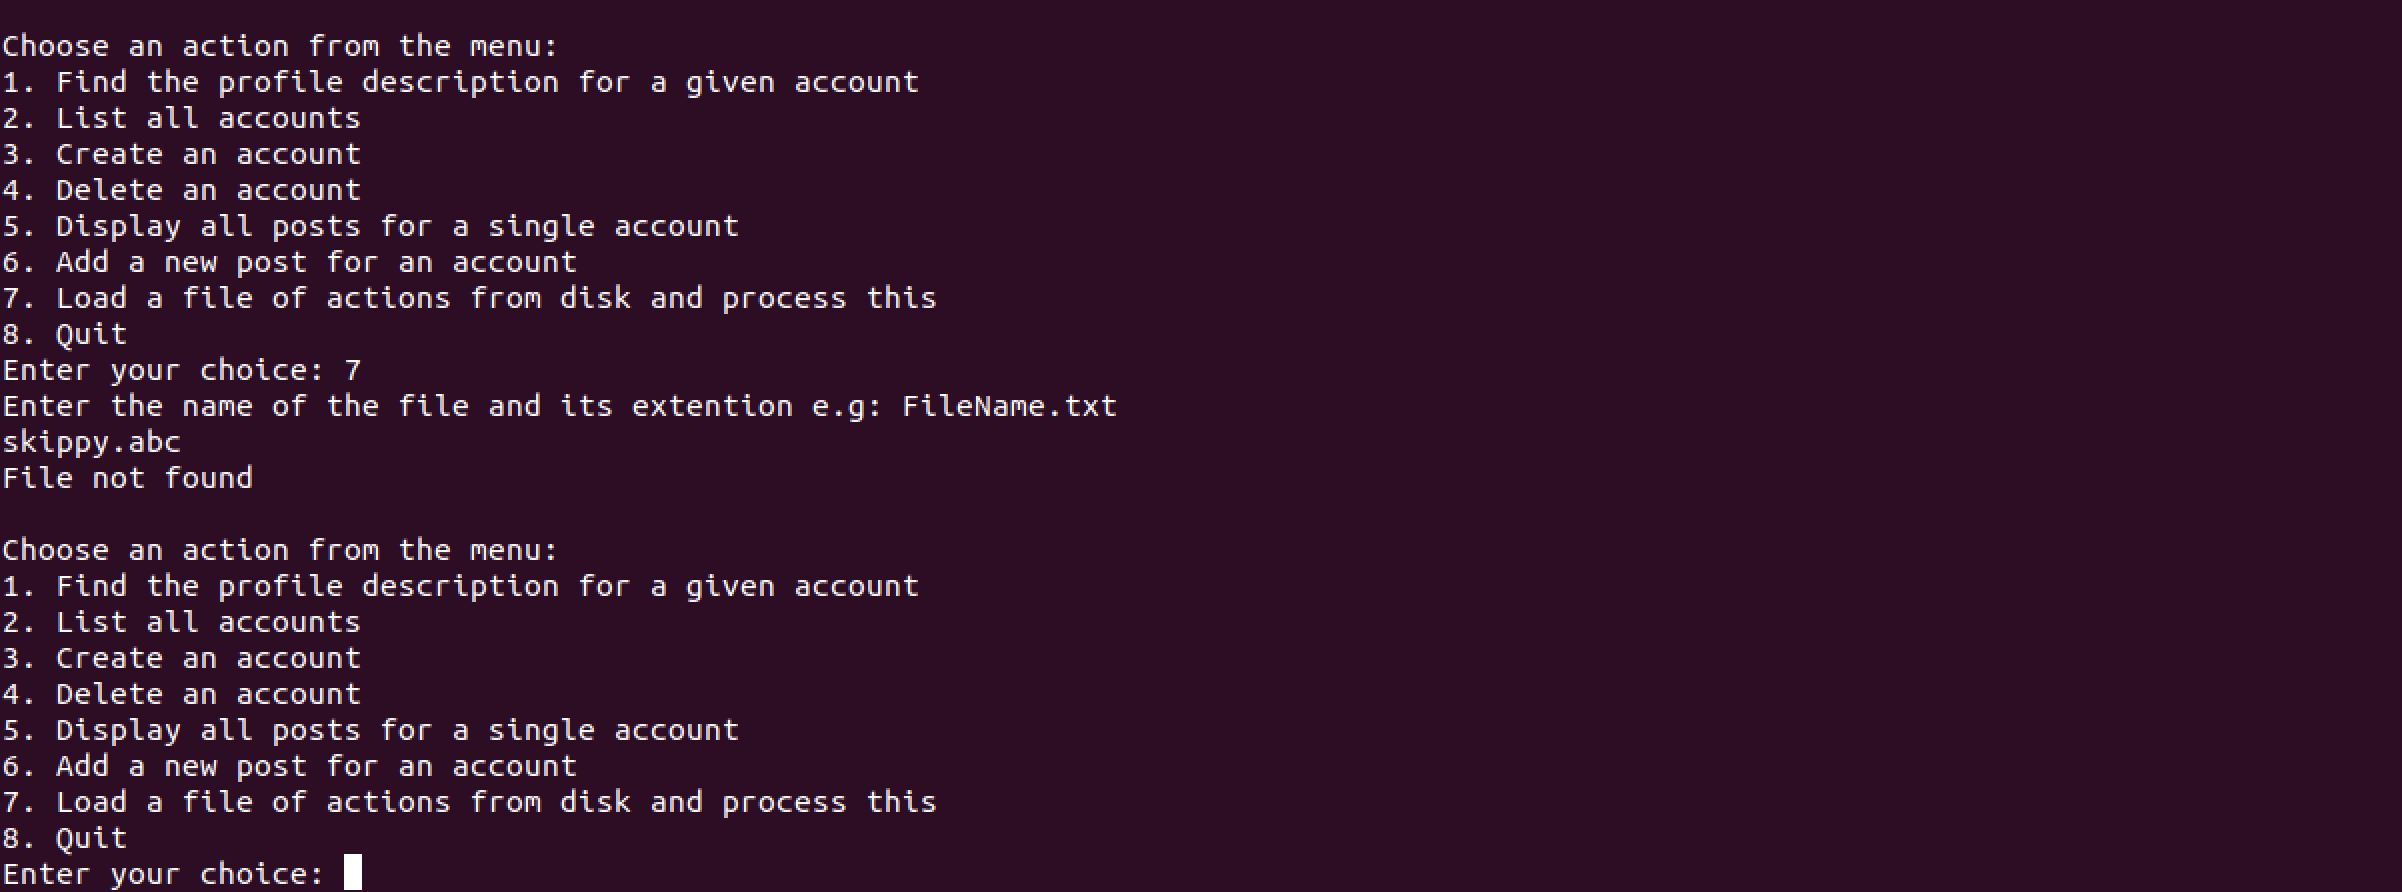 Choose an action from the menu:
1. Find the profile description for a given account
2. List all accounts
3. Create an account
4. Delete an account
5. Display all posts for a single account
6. Add a new post for an account
7. Load a file of actions from disk and process this
8. Quit
Enter your choice: 7
Enter the name of the file and its extention e.g: FileName.txt
skippy.abc
File not found
Choose an action from the menu:
1. Find the profile description for a given account
2. List all accounts
3. Create an account
4. Delete an account
5. Display all posts for a single account
6. Add a new post for an account
7. Load a file of actions from disk and process this
8. Quit
Enter your choice: